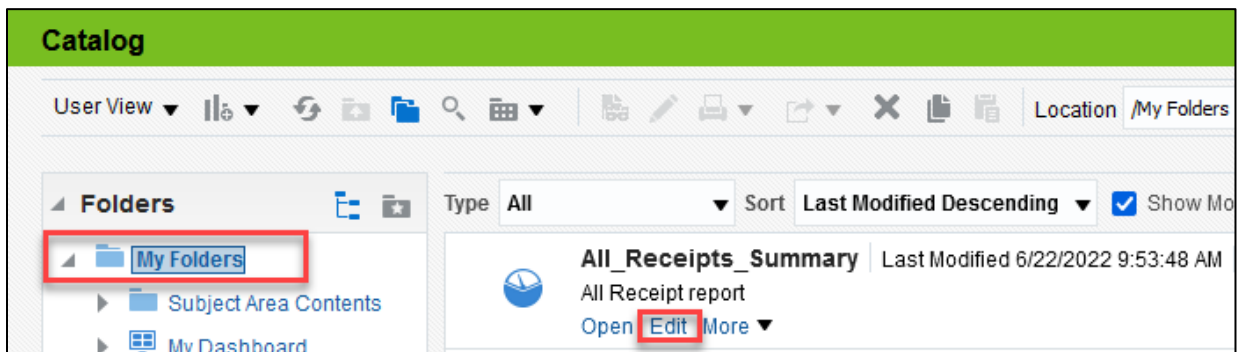 Catalog
User View
Location /My Folders
Folders
Type All Sort Last Modified Descending Show Mo
My Folders
All_Receipts_Summary Last Modified 6/22/2022 9:53:48 AM
All Receipt report
Subject Area Contents
Open Edit More
My Dashboard